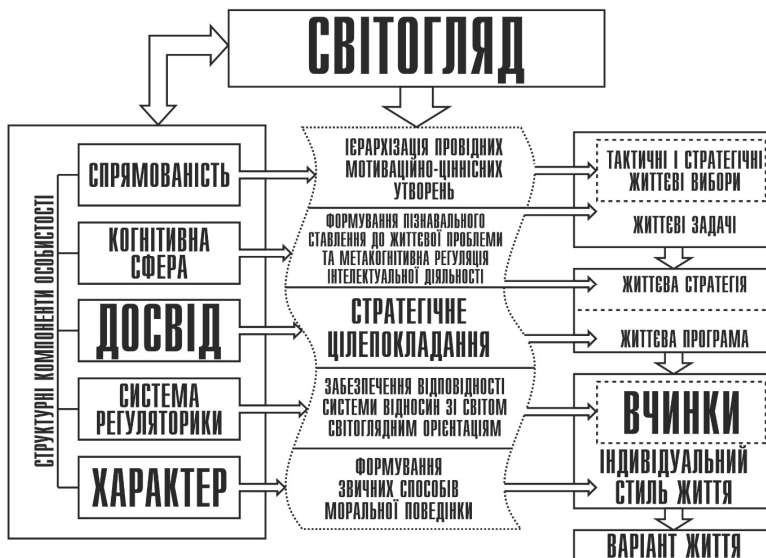 СВІТОГЛЯД
СТРУКТУРНІ КОМПОНЕНТИ ОСОБИСТОСТІ
СПРЯМОВАНІСТЬ
КОГНІТИВНА
СФЕРА
ДОСВІД
СИСТЕМА
РЕГУЛЯТОРИКИ
ХАРАКТЕР
ІЄРАРХІЗАЦІЯ ПРОВІДНИХ
МОТИВАЦІЙНО-ЦІННІСНИХ
УТВОРЕНЬ
ФОРМУВАННЯ ПІЗНАВАЛЬНОГО
СТАВЛЕННЯ ДО ЖИТТЄВОЇ ПРОБЛЕМИ
ТА МЕТАКОГНІТИВНА РЕГУЛЯЦІЯ
ІНТЕЛЕКТУАЛЬНОЇ ДІЯЛЬНОСТІ
СТРАТЕГІЧНЕ
ЦІЛЕПОКЛАДАННЯ
ЗАБЕЗПЕЧЕННЯ ВІДПОВІДНОСТІ
СИСТЕМИ ВІДНОСИН ЗІ СВІТОМ
СВІТОГЛЯДНИМ ОРІЄНТАЦІЯМ
ФОРМУВАННЯ
ЗВИЧНИХ СПОСОБІВ
МОРАЛЬНОЇ ПОВЕДІНКИ
ТАКТИЧНІ І СТРАТЕГІЧНІ
ЖИТТЄВІ ВИБОРИ
ЖИТТЄВІ ЗАДАЧІ
ЖИТТЄВА СТРАТЕГІЯ
ЖИТТЄВА ПРОГРАМА
ВЧИНКИ
ІНДИВІДУАЛЬНИЙ
СТИЛЬ ЖИТТЯ
ВАРІАНТ ЖИТТЯ